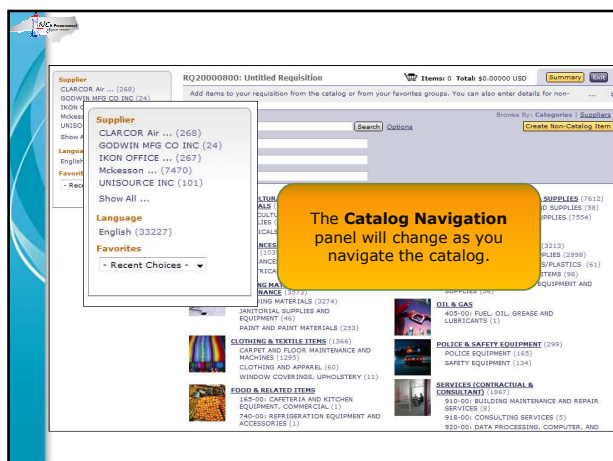 NC e-Procurement
Supplier
CLARCOR Air ... (268)
GODWIN MFG CO INC (24)
IKON
Mckess
UNISO
Show A
Langua
English
Favorit
- Rece
RQ20000800: Untitled Requisition
Items: 0 Total: $0.00000 USD
Summary
Exit
Add items to your requisition from the catalog or from your favorites groups. You can also enter details for non- ...
Browse By: Categories | Suppliers
Search
Options
Create Non-Catalog Item
Supplier
CLARCOR Air ... (268)
GODWIN MFG CO INC (24)
IKON OFFICE ... (267)
Mckesson ... (7470)
UNISOURCE INC (101)
Show All ...
Language
English (33227)
Favorites
- Recent Choices -
The Catalog Navigation
panel will change as you
navigate the catalog.
NANCE (3573)
ING MATERIALS (3274)
JANITORIAL SUPPLIES AND
EQUIPMENT (46)
PAINT AND PAINT MATERIALS (253)
CLOTHING & TEXTILE ITEMS (1366)
CARPET AND FLOOR MAINTENANCE AND
MACHINES (1295)
CLOTHING AND APPAREL (60)
WINDOW COVERINGS, UPHOLSTERY (11)
FOOD & RELATED ITEMS
165-00: CAFETERIA AND KITCHEN
EQUIPMENT, COMMERCIAL (1)
740-00: REFRIGERATION EQUIPMENT AND
ACCESSORIES (1)
SUPPLIES (7612)
D SUPPLIES (58)
PPLIES (7554)
(3213)
PLIES (2998)
S/PLASTICS (61)
ITEMS (98)
EQUIPMENT AND
OIL & GAS
405-00: FUEL, OIL, GREASE AND
LUBRICANTS (1)
POLICE & SAFETY EQUIPMENT (299)
POLICE EQUIPMENT (165)
SAFETY EQUIPMENT (134)
SERVICES (CONTRACTUAL &
CONSULTANT) (1867)
910-00: BUILDING MAINTENANCE AND REPAIR
SERVICES (8)
918-00: CONSULTING SERVICES (5)
920-00: DATA PROCESSING, COMPUTER, AND